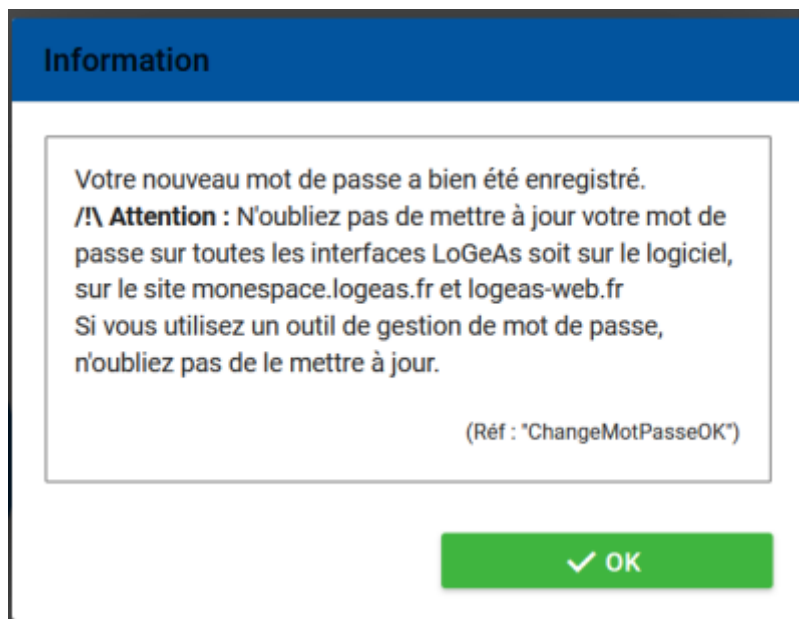 Information
Votre nouveau mot de passe a bien été enregistré.
/!\ Attention : N'oubliez pas de mettre à jour votre mot de
passe sur toutes les interfaces LoGeAs soit sur le logiciel,
sur le site monespace.logeas.fr et logeas-web.fr
Si vous utilisez un outil de gestion de mot de passe,
n'oubliez pas de le mettre à jour.
(Réf : "ChangeMotPasseOK")
OK